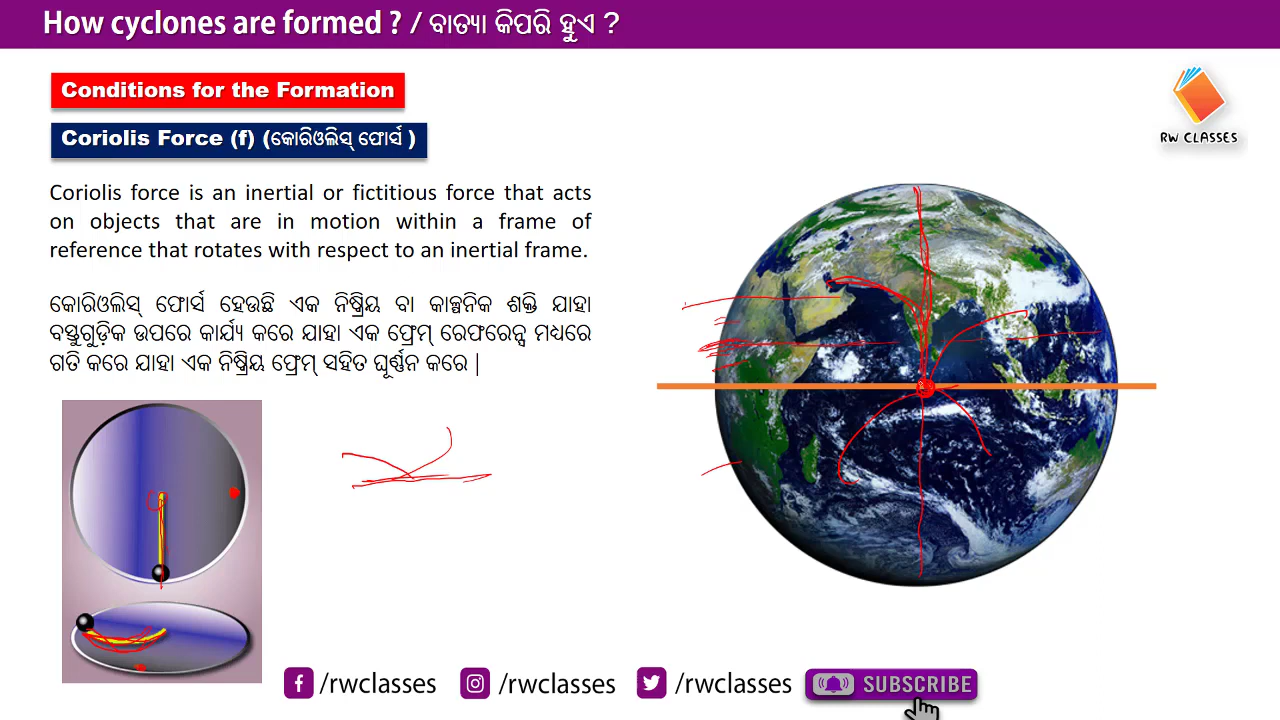 How cyclones are formed ? / ବାତ୍ୟା କିପରି ହୁଏ ?
Conditions for the Formation
Coriolis Force (f) (କୋରିଓଲିସ୍ ଫୋର୍ସ )
RW CLASSES
Coriolis force is an inertial or fictitious force that acts
on objects that are in motion within a frame of
reference that rotates with respect to an inertial frame.
କୋରିଓଲିସ୍ ଫୋର୍ସ ହେଉଛି ଏକ ନିଷ୍କ୍ରିୟ ବା କାଳ୍ପନିକ ଶକ୍ତି ଯାହା
ବସ୍ତୁଗୁଡ଼ିକ ଉପରେ କାର୍ଯ୍ୟ କରେ ଯାହା ଏକ ଫ୍ରେମ୍ ରେଫରେନ୍ସ ମଧ୍ୟରେ
ଗତି କରେ ଯାହା ଏକ ନିଷ୍କ୍ରିୟ ଫ୍ରେମ୍ ସହିତ ଘୂର୍ଣ୍ଣନ କରେ |
/rwclasses /rwclasses /rwclasses SUBSCRIBE